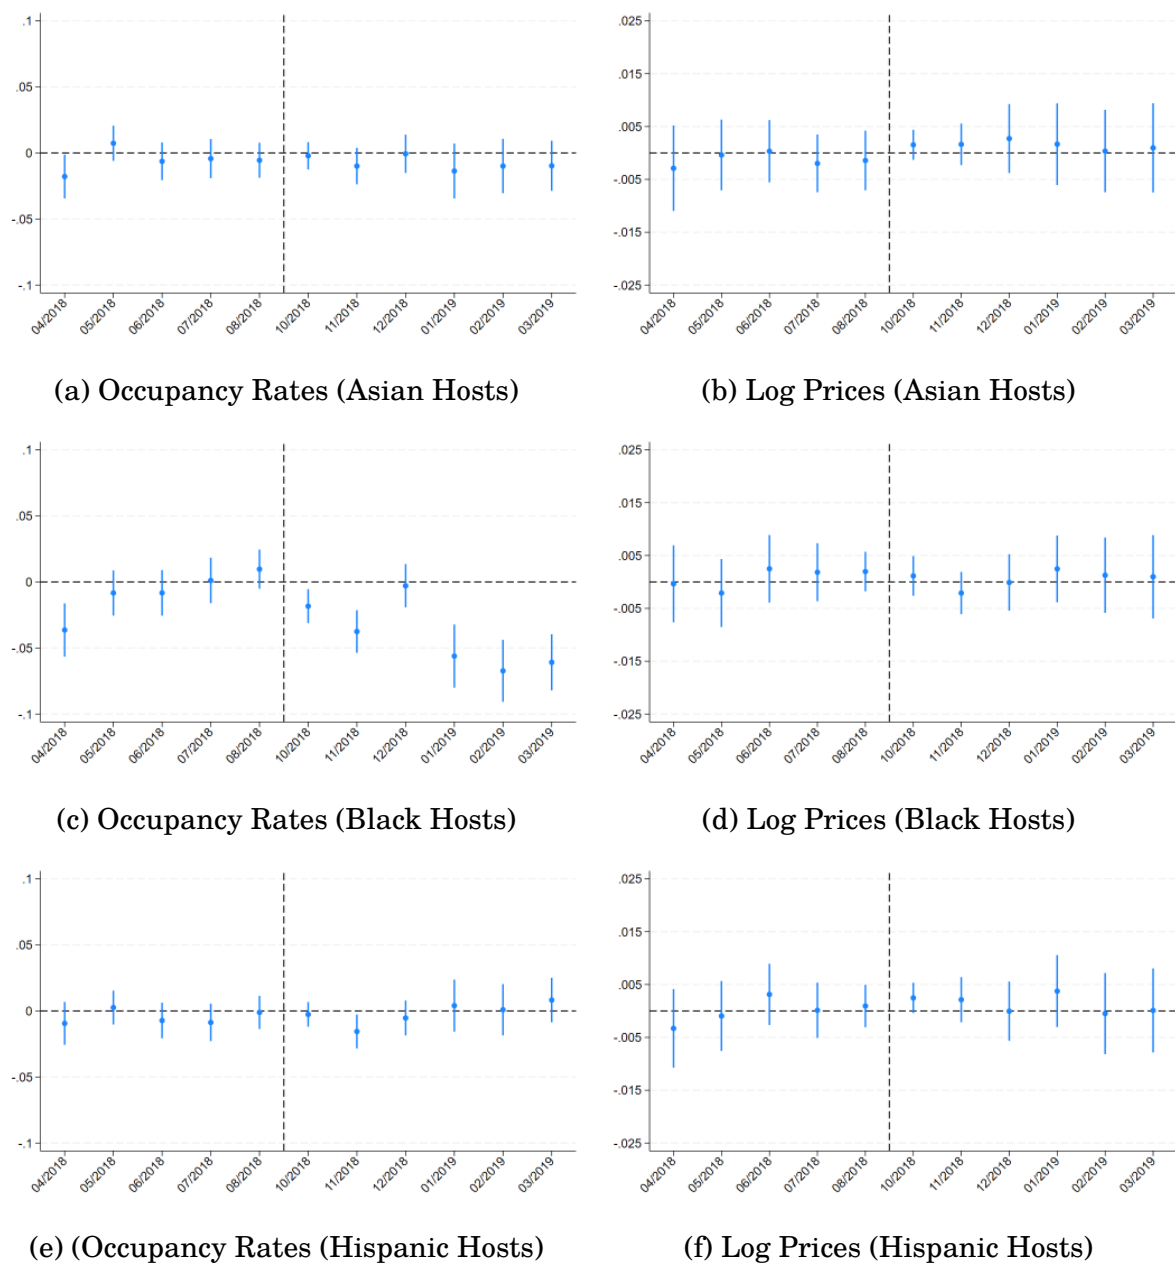 .1
.05
0
-.05
-.1
04/2018 05/2018 06/2018 07/2018 08/2018 10/2018 11/2018 12/2018 01/2019 02/2019 03/2019
(a) Occupancy Rates (Asian Hosts)
.025
.015
.005
-.005
-.015
-.025
04/2018 05/2018 06/2018 07/2018 08/2018 10/2018 11/2018 12/2018 01/2019 02/2019 03/2019
(b) Log Prices (Asian Hosts)
.1
.05
0
-.05
-.1
04/2018 05/2018 06/2018 07/2018 08/2018 10/2018 11/2018 12/2018 01/2019 02/2019 03/2019
(c) Occupancy Rates (Black Hosts)
.025
.015
.005
-.005
-.015
-.025
04/2018 05/2018 06/2018 07/2018 08/2018 10/2018 11/2018 12/2018 01/2019 02/2019 03/2019
(d) Log Prices (Black Hosts)
.1
.05
0
-.05
-.1
04/2018 05/2018 06/2018 07/2018 08/2018 10/2018 11/2018 12/2018 01/2019 02/2019 03/2019
(e) (Occupancy Rates (Hispanic Hosts)
.025
.015
.005
-.005
-.015
-.025
04/2018 05/2018 06/2018 07/2018 08/2018 10/2018 11/2018 12/2018 01/2019 02/2019 03/2019
(f) Log Prices (Hispanic Hosts)